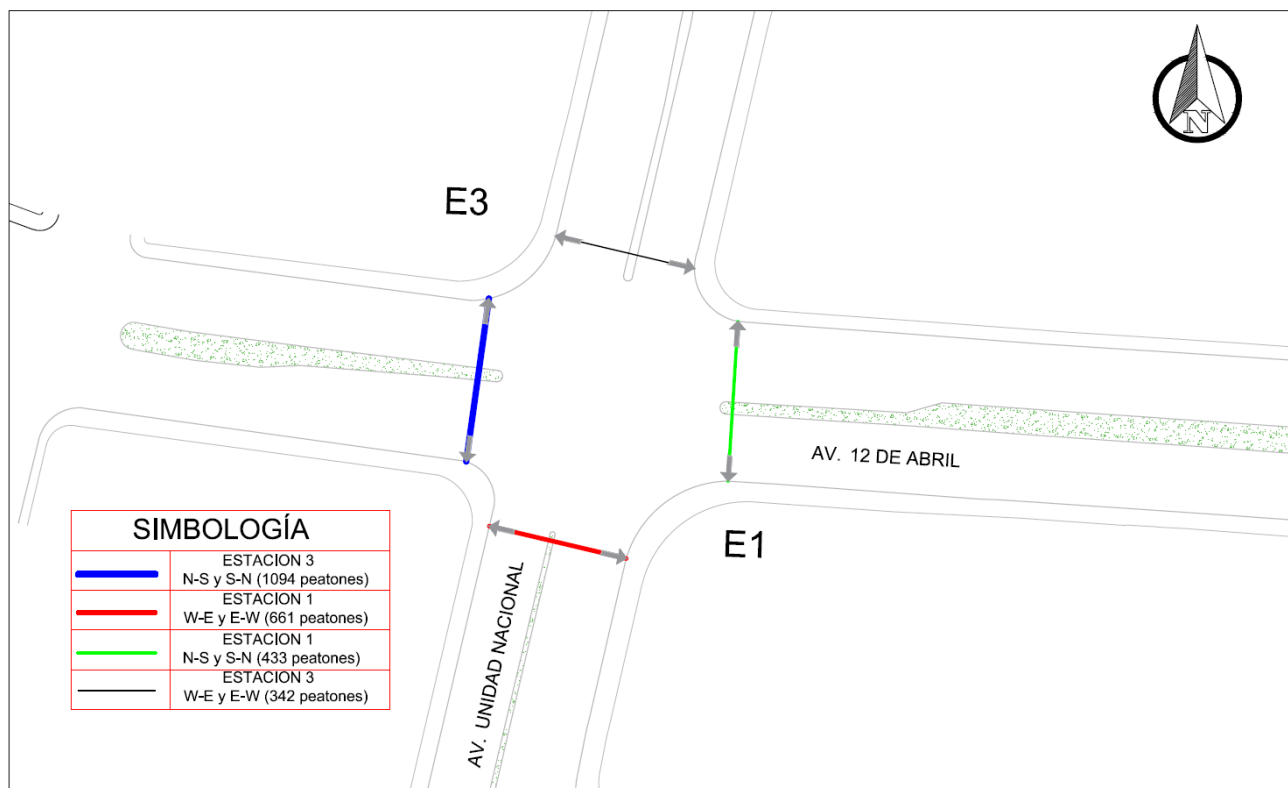 N
E3
AV. 12 DE ABRIL
E1
AV. UNIDAD NACIONAL
SIMBOLOGÍA
ESTACION 3
N-S y S-N (1094 peatones)
ESTACION 1
W-E y E-W (661 peatones)
ESTACION 1
N-S y S-N (433 peatones)
ESTACION 3
W-E y E-W (342 peatones)